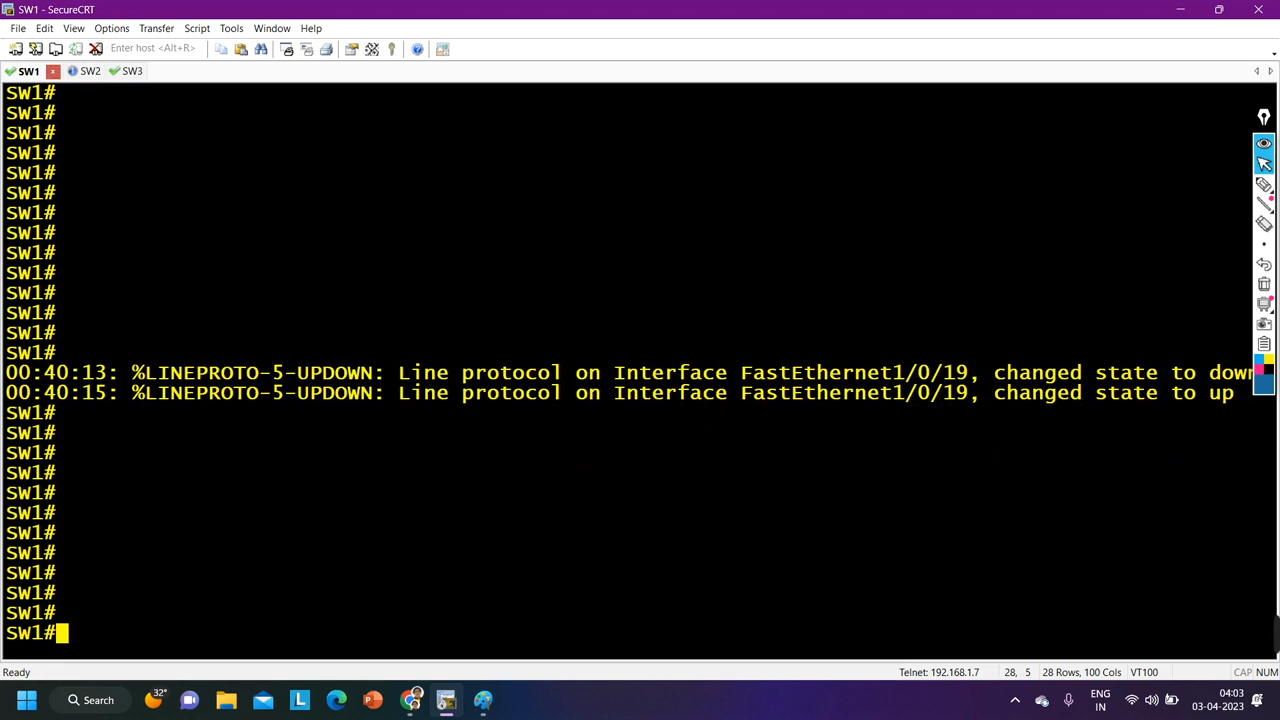 SW1 - SecureCRT
File Edit View Options Transfer Script Tools Window Help
Enter host <Alt+R>
SW1 x SW2 SW3
SW1#
SW1#
SW1#
SW1#
SW1#
SW1#
SW1#
SW1#
SW1#
SW1#
SW1#
SW1#
SW1#
SW1#
00:40:13: %LINEPROTO-5-UPDOWN: Line protocol on Interface FastEthernet1/0/19, changed state to down
00:40:15: %LINEPROTO-5-UPDOWN: Line protocol on Interface FastEthernet1/0/19, changed state to up
SW1#
SW1#
SW1#
SW1#
SW1#
SW1#
SW1#
SW1#
SW1#
SW1#
SW1#
SW1#
Ready Telnet: 192.168.1.7 28, 5 28 Rows, 100 Cols VT100 CAP NUM
Search 32° L P ENG 04:03
IN 03-04-2023